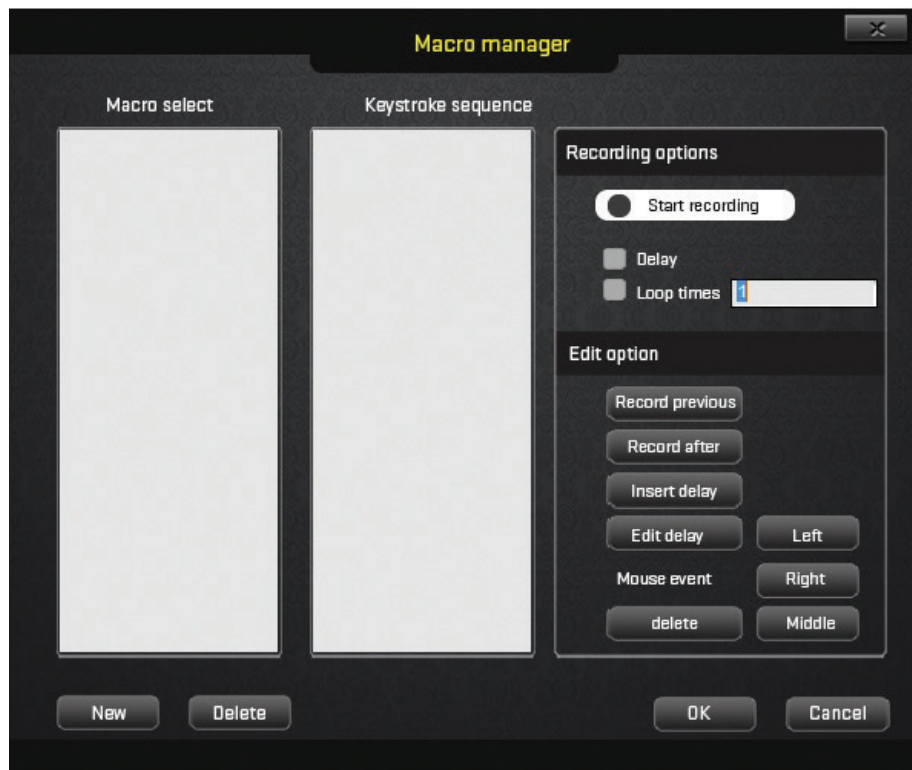 Macro manager
Macro select
Keystroke sequence
Recording options
Start recording
Delay
Loop times 1
Edit option
Record previous
Record after
Insert delay
Edit delay Left
Mouse event Right
delete Middle
New Delete OK Cancel